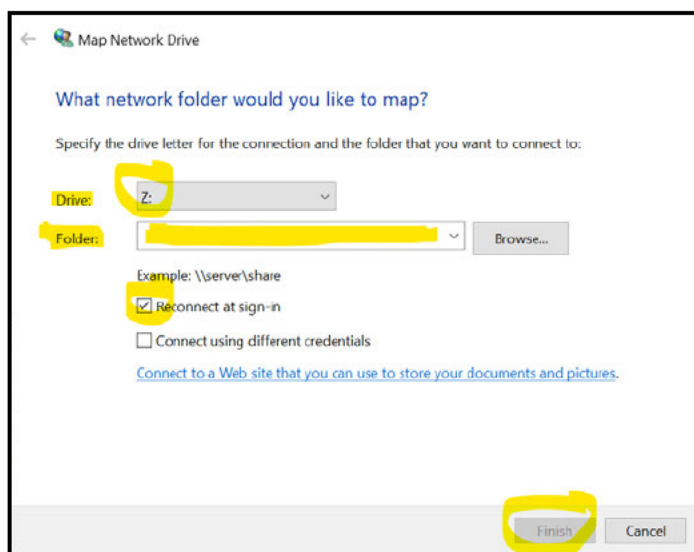 Map Network Drive
What network folder would you like to map?
Specify the drive letter for the connection and the folder that you want to connect to:
Drive: Z:
Folder: Browse...
Example: \\server\share
Reconnect at sign-in
Connect using different credentials
Connect to a Web site that you can use to store your documents and pictures.
Finish Cancel